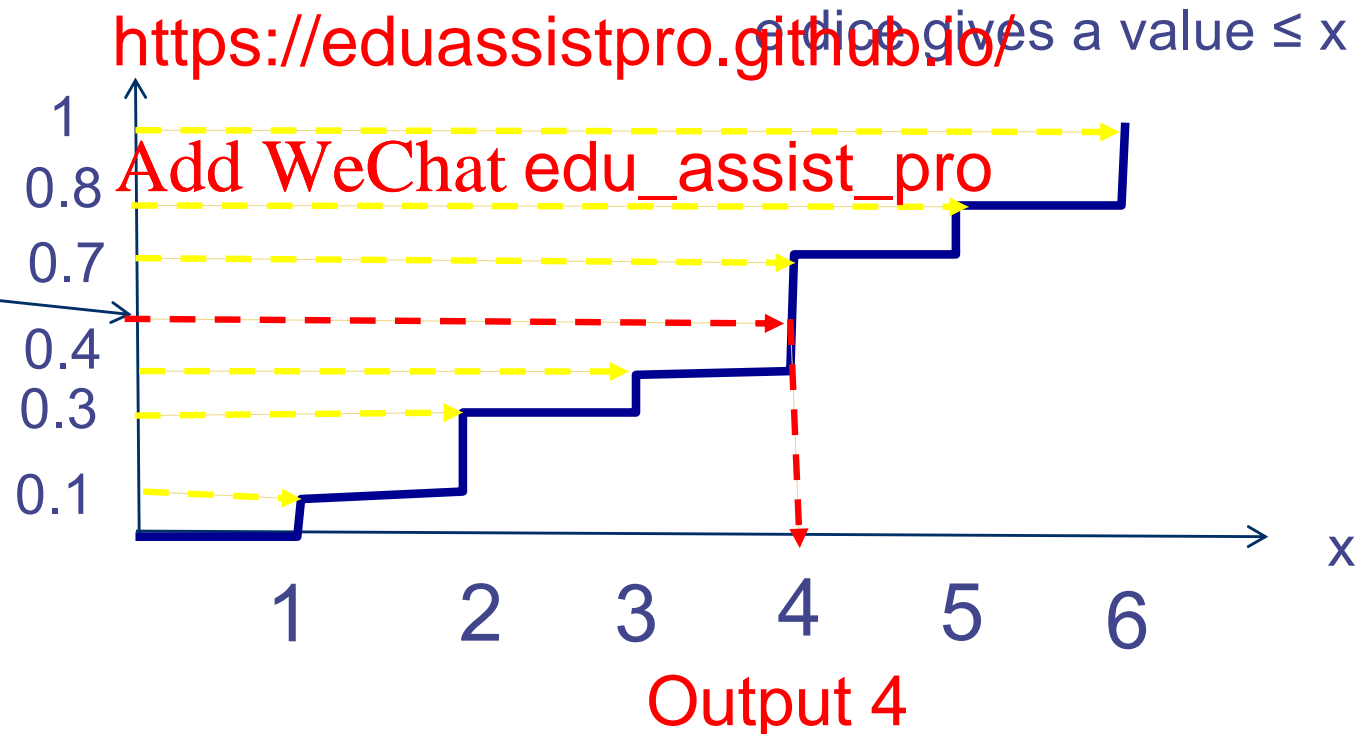 https://eduassistpro.github.io/
dice gives a value ≤ x
1
Add WeChat edu_assist_pro
0.8
0.7
0.4
0.3
0.1
x
1 2 3 4 5 6
Output 4